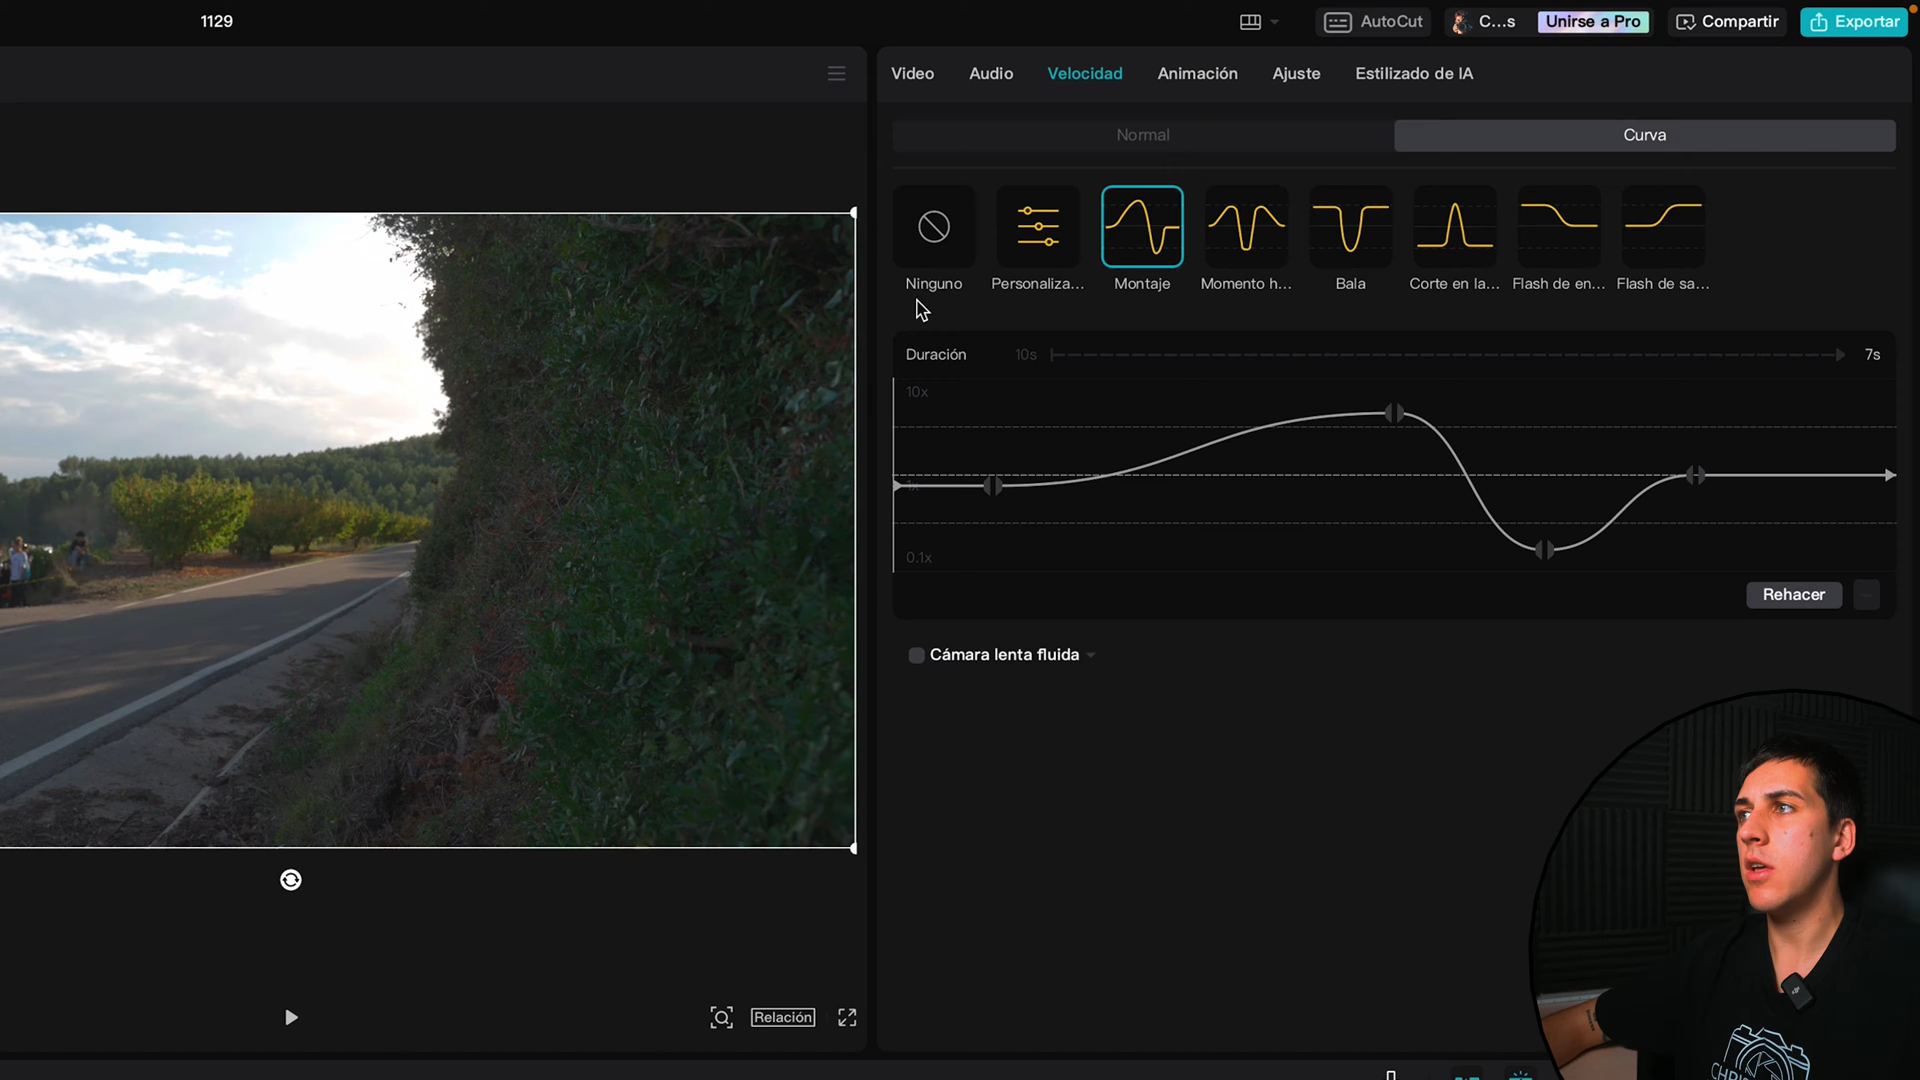 1129
AutoCut
C...s
Unirse a Pro
Compartir
Exportar
Video
Audio
Velocidad
Animación
Ajuste
Estilizado de IA
Normal
Curva
Ninguno
Personaliza...
Montaje
Momento h...
Bala
Corte en la...
Flash de en...
Flash de sa...
Duración
10s
7s
10x
1x
0.1x
Rehacer
Cámara lenta fluida
Relación